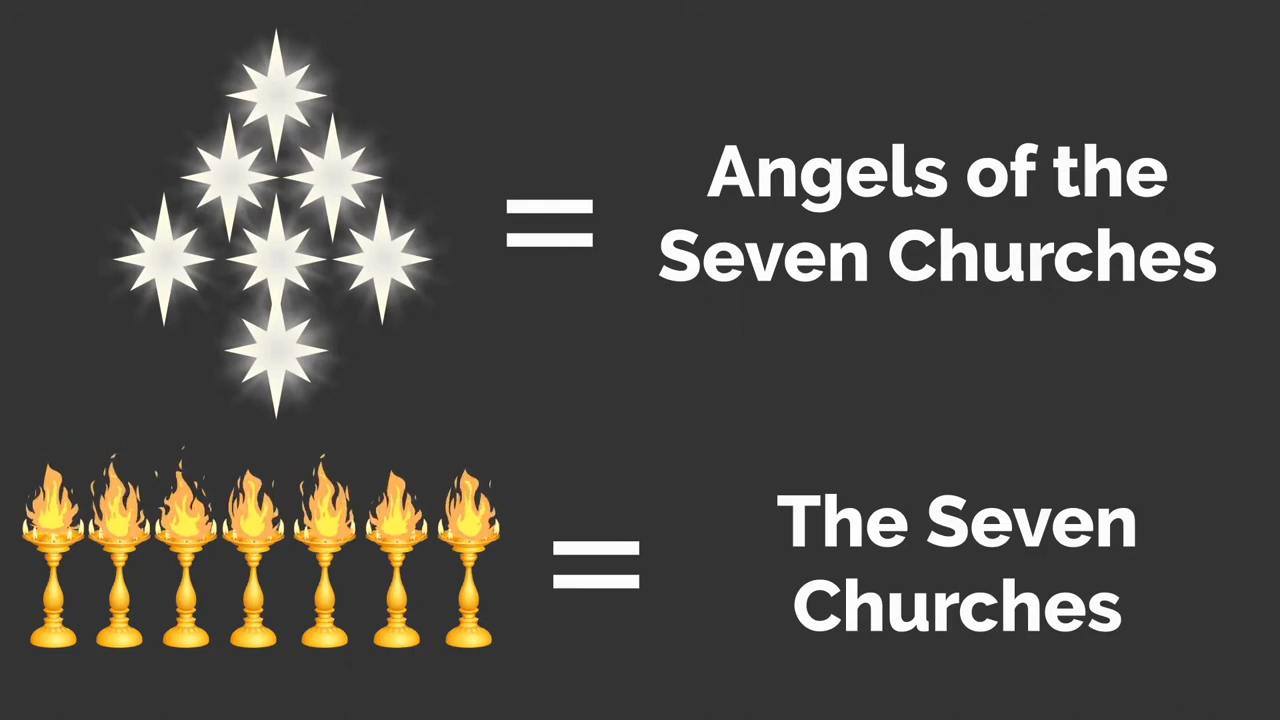 =
Angels of the
Seven Churches
=
The Seven
Churches